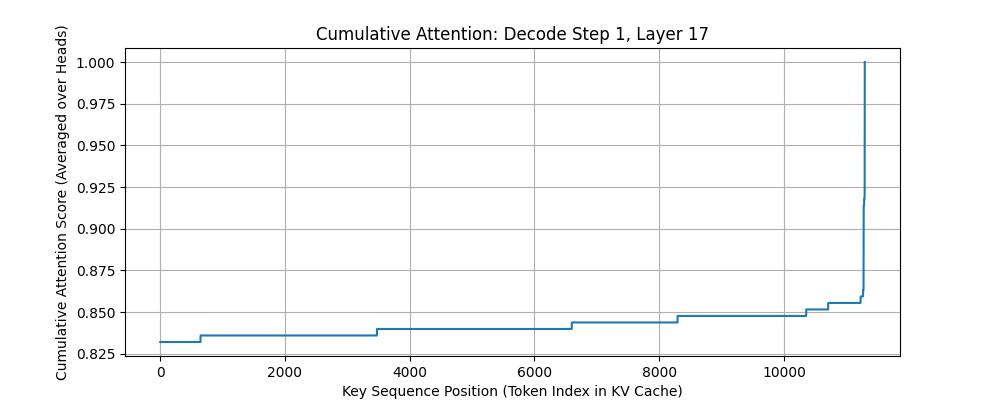 Cumulative Attention: Decode Step 1, Layer 17
Cumulative Attention Score (Averaged over Heads)
1.000
0.975
0.950
0.925
0.900
0.875
0.850
0.825
0 2000 4000 6000 8000 10000
Key Sequence Position (Token Index in KV Cache)